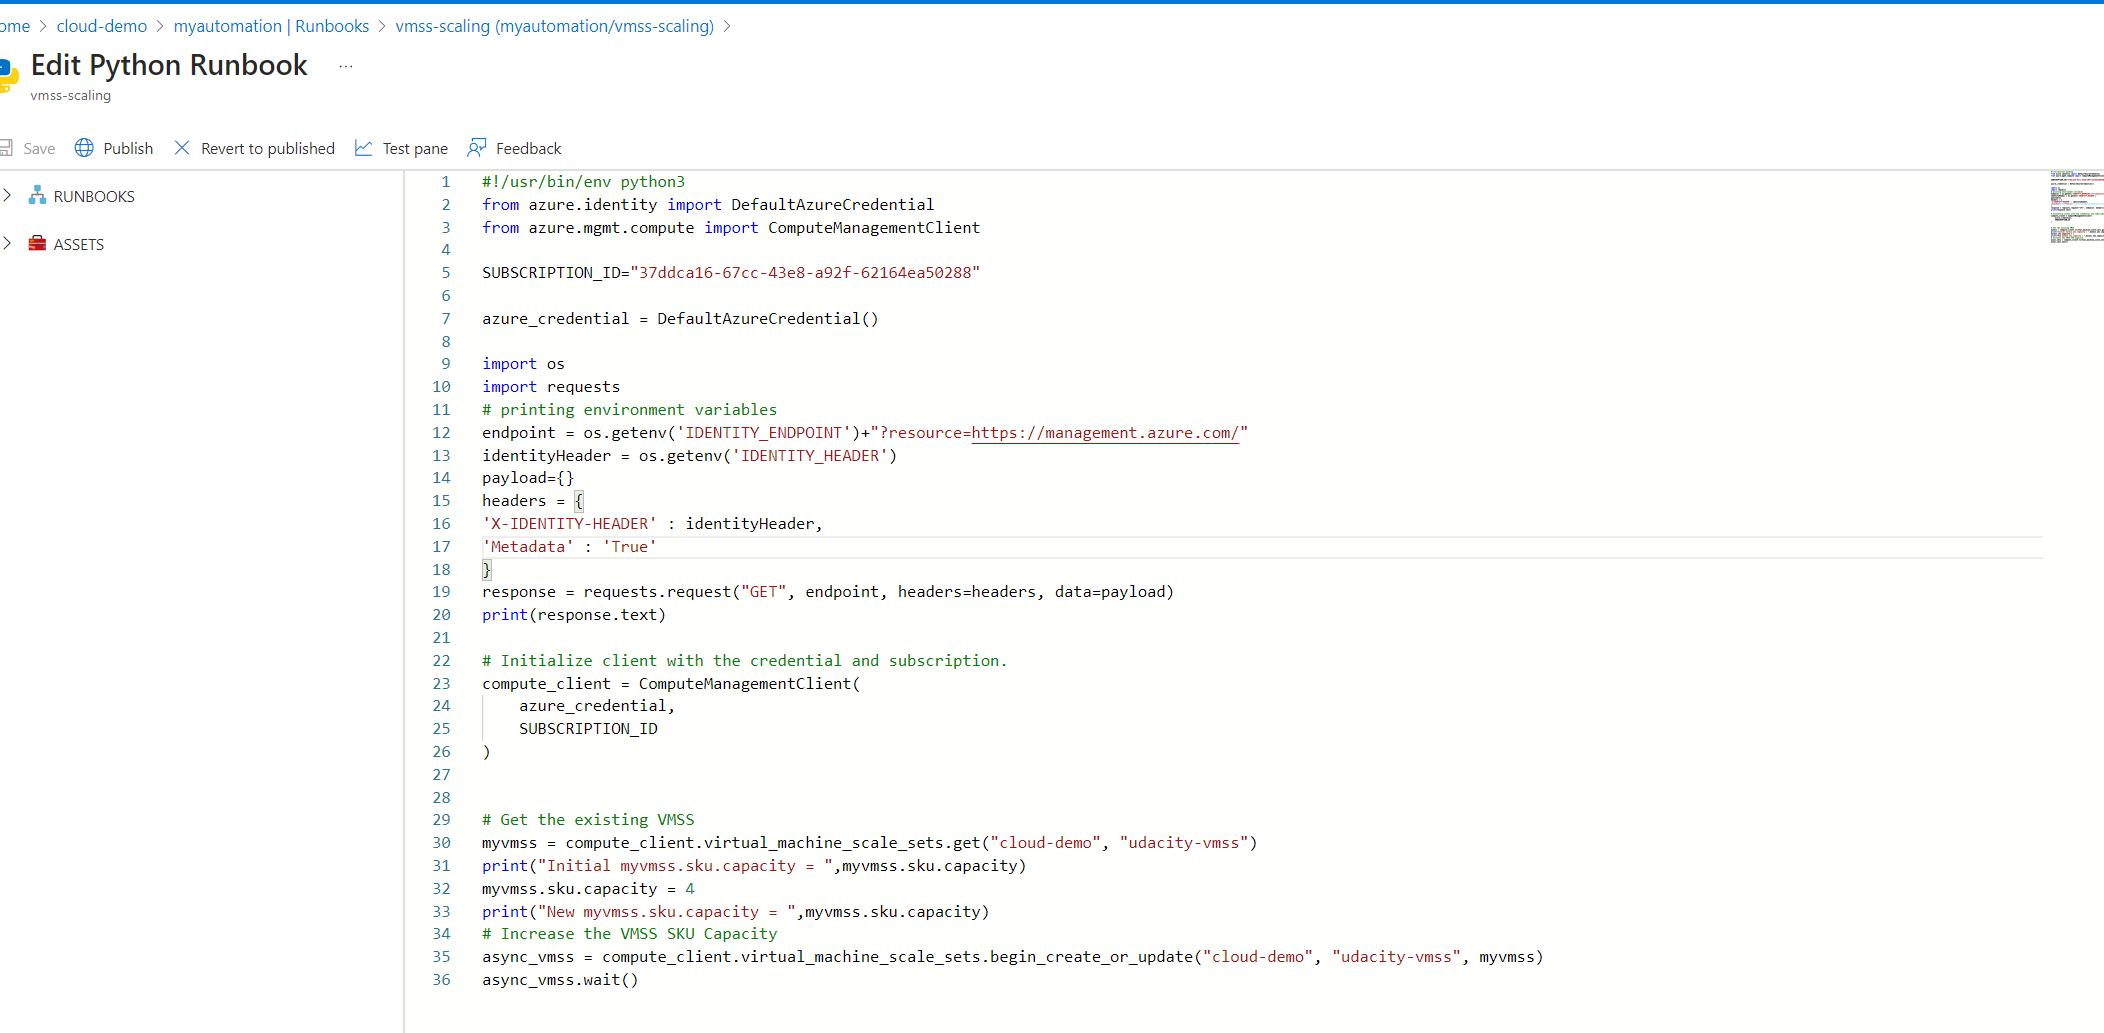 ome > cloud-demo > myautomation | Runbooks > vmss-scaling (myautomation/vmss-scaling) >
Edit Python Runbook ...
vmss-scaling
Save Publish Revert to published Test pane Feedback
RUNBOOKS
ASSETS
1 #!/usr/bin/env python3
2 from azure.identity import DefaultAzureCredential
3 from azure.mgmt.compute import ComputeManagementClient
4
5 SUBSCRIPTION_ID="37ddca16-67cc-43e8-a92f-62164ea50288"
6
7 azure_credential = DefaultAzureCredential()
8
9 import os
10 import requests
11 # printing environment variables
12 endpoint = os.getenv('IDENTITY_ENDPOINT')+"?resource=https://management.azure.com/"
13 identityHeader = os.getenv('IDENTITY_HEADER')
14 payload={}
15 headers = {
16 'X-IDENTITY-HEADER' : identityHeader,
17 'Metadata' : 'True'
18 }
19 response = requests.request("GET", endpoint, headers=headers, data=payload)
20 print(response.text)
21
22 # Initialize client with the credential and subscription.
23 compute_client = ComputeManagementClient(
24     azure_credential,
25     SUBSCRIPTION_ID
26 )
27
28
29 # Get the existing VMSS
30 myvmss = compute_client.virtual_machine_scale_sets.get("cloud-demo", "udacity-vmss")
31 print("Initial myvmss.sku.capacity = ",myvmss.sku.capacity)
32 myvmss.sku.capacity = 4
33 print("New myvmss.sku.capacity = ",myvmss.sku.capacity)
34 # Increase the VMSS SKU Capacity
35 async_vmss = compute_client.virtual_machine_scale_sets.begin_create_or_update("cloud-demo", "udacity-vmss", myvmss)
36 async_vmss.wait()